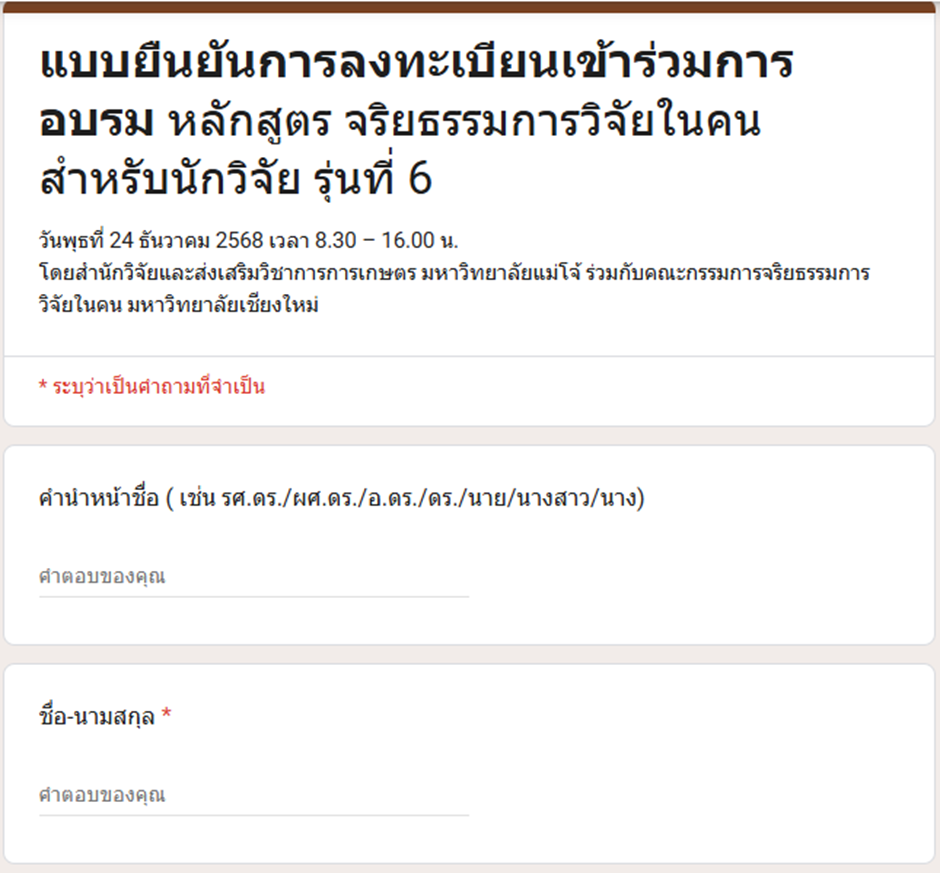 แบบยืนยันการลงทะเบียนเข้าร่วมการ
อบรม หลักสูตร จริยธรรมการวิจัยในคน
สำหรับนักวิจัย รุ่นที่ 6
วันพุธที่ 24 ธันวาคม 2568 เวลา 8.30 – 16.00 น.
โดยสำนักวิจัยและส่งเสริมวิชาการการเกษตร มหาวิทยาลัยแม่โจ้ ร่วมกับคณะกรรมการจริยธรรมการ
วิจัยในคน มหาวิทยาลัยเชียงใหม่
* ระบุว่าเป็นคำถามที่จำเป็น
คำนำหน้าชื่อ ( เช่น รศ.ดร./ผศ.ดร./อ.ดร./ดร./นาย/นางสาว/นาง)
คำตอบของคุณ
ชื่อ-นามสกุล *
คำตอบของคุณ